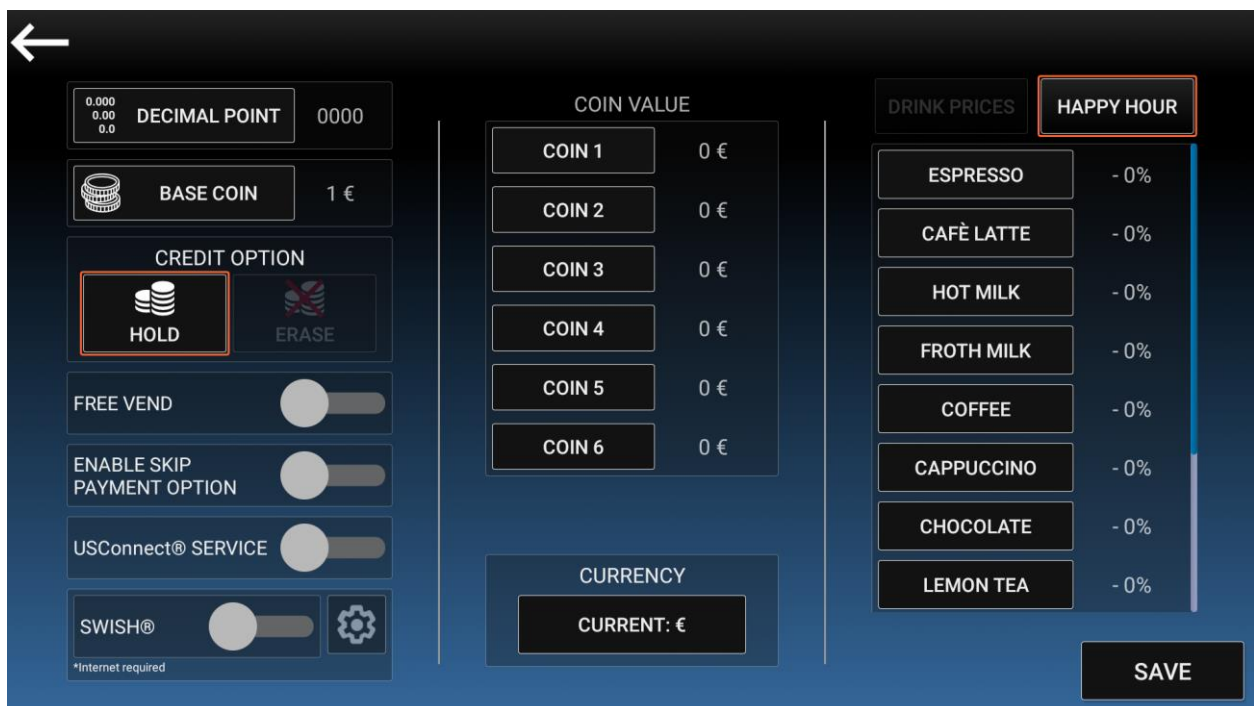 0.000
0.00
0.0
DECIMAL POINT
0000
BASE COIN
1 €
CREDIT OPTION
HOLD
ERASE
FREE VEND
ENABLE SKIP
PAYMENT OPTION
USConnect® SERVICE
SWISH®
*Internet required
COIN VALUE
COIN 1
0 €
COIN 2
0 €
COIN 3
0 €
COIN 4
0 €
COIN 5
0 €
COIN 6
0 €
CURRENCY
CURRENT: €
DRINK PRICES
HAPPY HOUR
ESPRESSO
- 0%
CAFÈ LATTE
- 0%
HOT MILK
- 0%
FROTH MILK
- 0%
COFFEE
- 0%
CAPPUCCINO
- 0%
CHOCOLATE
- 0%
LEMON TEA
- 0%
SAVE